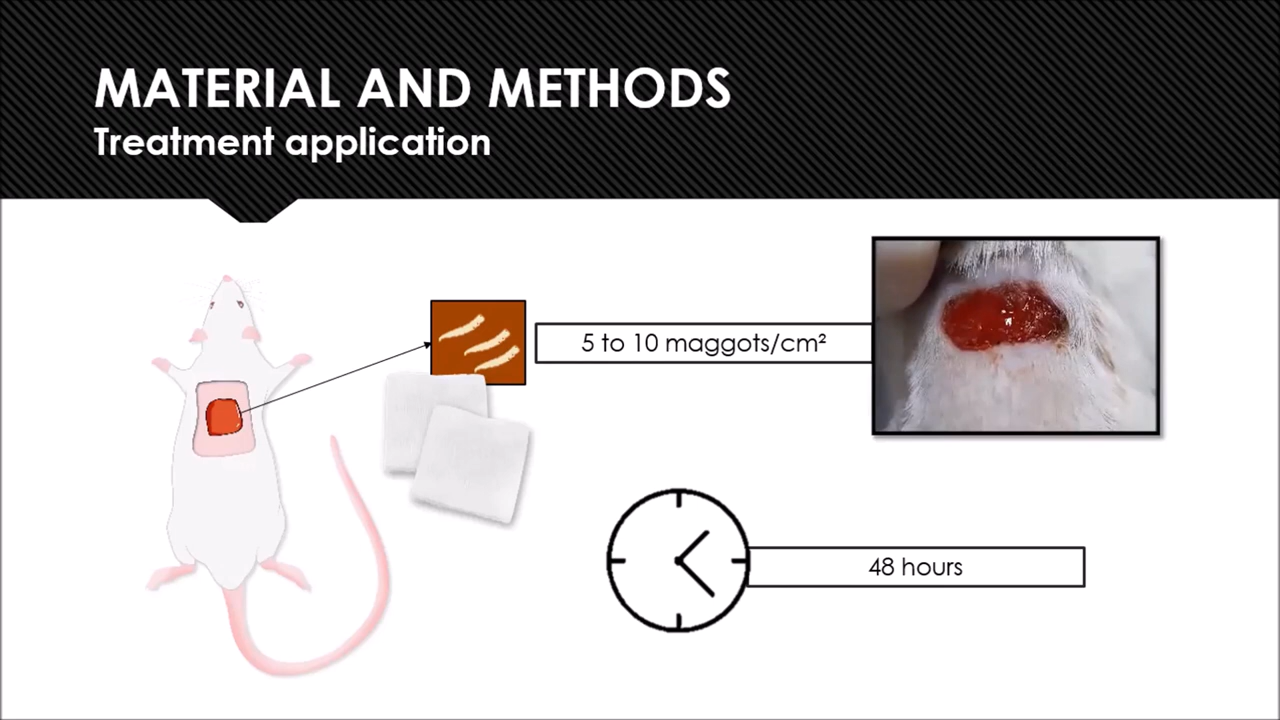 MATERIAL AND METHODS
Treatment application
5 to 10 maggots/cm²
48 hours